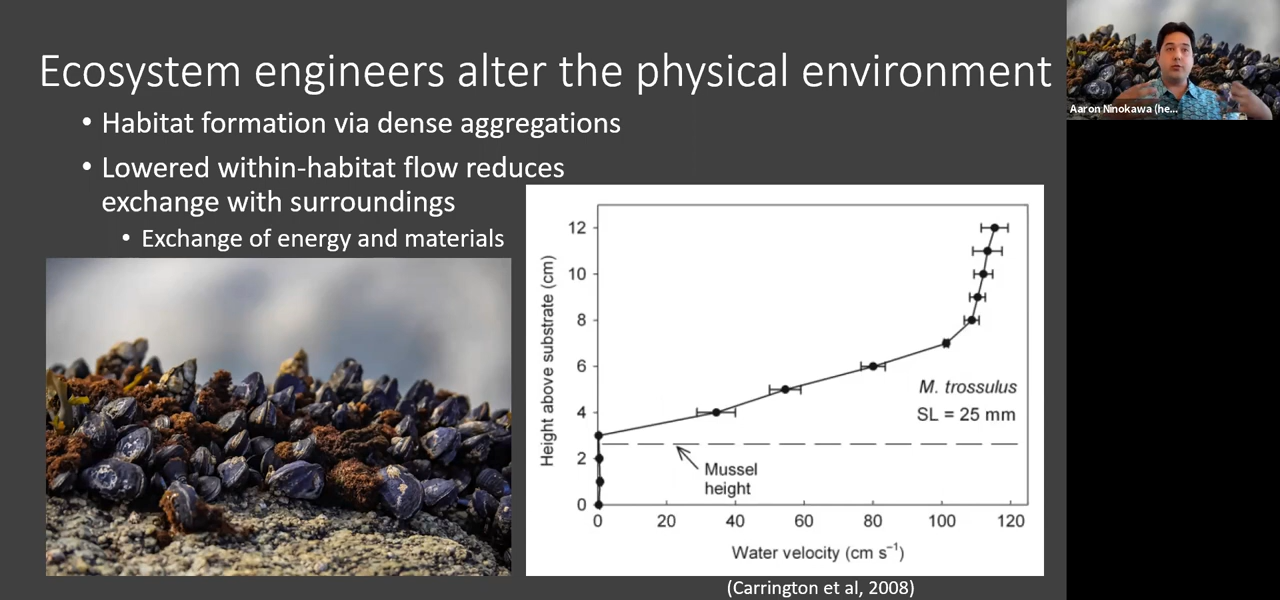 Ecosystem engineers alter the physical environment
• Habitat formation via dense aggregations
• Lowered within-habitat flow reduces
exchange with surroundings
• Exchange of energy and materials
Aaron Ninokawa (he...
Height above substrate (cm)
12
10
8
6
4
2
0
M. trossulus
SL = 25 mm
Mussel
height
0 20 40 60 80 100 120
Water velocity (cm s⁻¹)
(Carrington et al, 2008)